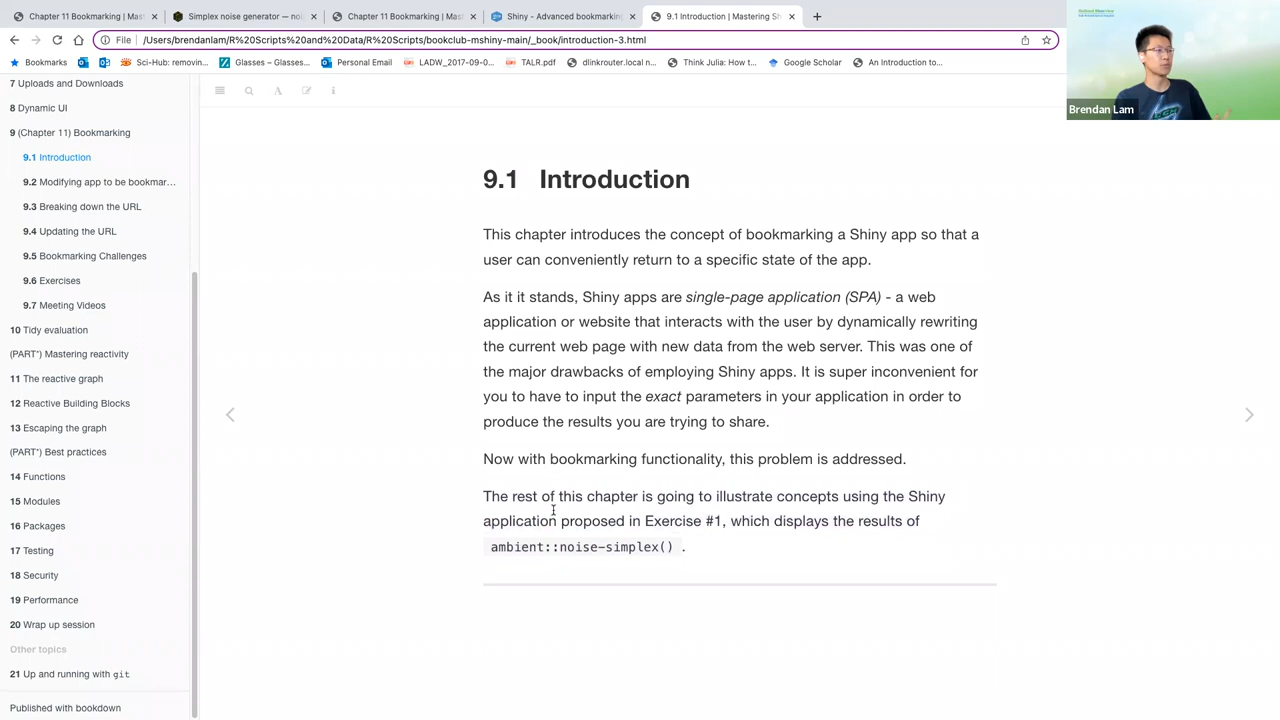 Chapter 11 Bookmarking | Mast
Simplex noise generator — noi
Chapter 11 Bookmarking | Mast
Shiny - Advanced bookmarking
9.1 Introduction | Mastering Sh
File
/Users/brendanlam/R%20Scripts%20and%20Data/R%20Scripts/bookclub-mshiny-main/_book/introduction-3.html
Bookmarks
Sci-Hub: removin...
Glasses – Glasses...
Personal Email
LADW_2017-09-0...
TALR.pdf
dlinkrouter.local n...
Think Julia: How t...
Google Scholar
An Introduction to...
Brendan Lam
7 Uploads and Downloads
8 Dynamic UI
9 (Chapter 11) Bookmarking
9.1 Introduction
9.2 Modifying app to be bookmar...
9.3 Breaking down the URL
9.4 Updating the URL
9.5 Bookmarking Challenges
9.6 Exercises
9.7 Meeting Videos
10 Tidy evaluation
(PART*) Mastering reactivity
11 The reactive graph
12 Reactive Building Blocks
13 Escaping the graph
(PART*) Best practices
14 Functions
15 Modules
16 Packages
17 Testing
18 Security
19 Performance
20 Wrap up session
Other topics
21 Up and running with git
Published with bookdown
9.1 Introduction
This chapter introduces the concept of bookmarking a Shiny app so that a
user can conveniently return to a specific state of the app.
As it it stands, Shiny apps are single-page application (SPA) - a web
application or website that interacts with the user by dynamically rewriting
the current web page with new data from the web server. This was one of
the major drawbacks of employing Shiny apps. It is super inconvenient for
you to have to input the exact parameters in your application in order to
produce the results you are trying to share.
Now with bookmarking functionality, this problem is addressed.
The rest of this chapter is going to illustrate concepts using the Shiny
application proposed in Exercise #1, which displays the results of
ambient::noise-simplex() .